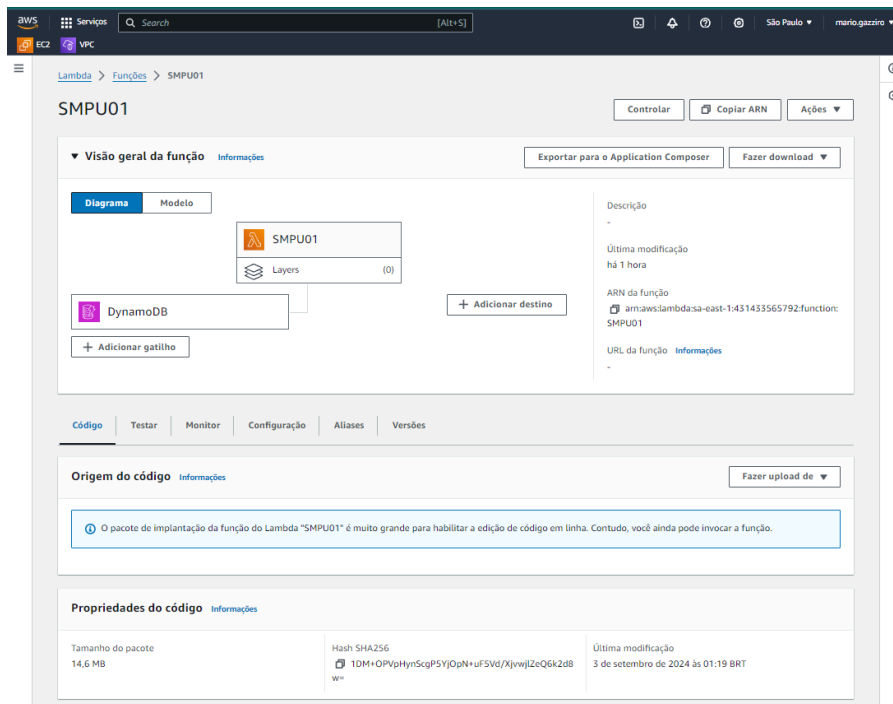 aws
Serviços
Search
[Alt+S]
São Paulo ▼
mario.gazziro ▼
EC2
VPC
Lambda > Funções > SMPU01
SMPU01
Controlar
Copiar ARN
Ações ▼
▼ Visão geral da função
Informações
Exportar para o Application Composer
Fazer download ▼
Diagrama
Modelo
SMPU01
Layers
(0)
DynamoDB
+ Adicionar gatilho
+ Adicionar destino
Descrição
-
Última modificação
há 1 hora
ARN da função
arn:aws:lambda:sa-east-1:431433565792:function:
SMPU01
URL da função Informações
-
Código
Testar
Monitor
Configuração
Aliases
Versões
Origem do código Informações
Fazer upload de ▼
O pacote de implantação da função do Lambda "SMPU01" é muito grande para habilitar a edição de código em linha. Contudo, você ainda pode invocar a função.
Propriedades do código Informações
Tamanho do pacote
14,6 MB
Hash SHA256
1DM+OPVpHynScgP5YjOpN+uF5Vd/XjvwjlZeQ6k2d8
w=
Última modificação
3 de setembro de 2024 às 01:19 BRT